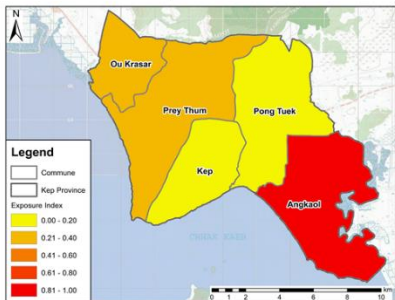 N
Ou Krasar
Prey Thum
Pong Tuek
Kep
Angkaol
Legend
Commune
Kep Province
Exposure Index
0.00 - 0.20
0.21 - 0.40
0.41 - 0.60
0.61 - 0.80
0.81 - 1.00
km
0 1 2 4 6 8 10